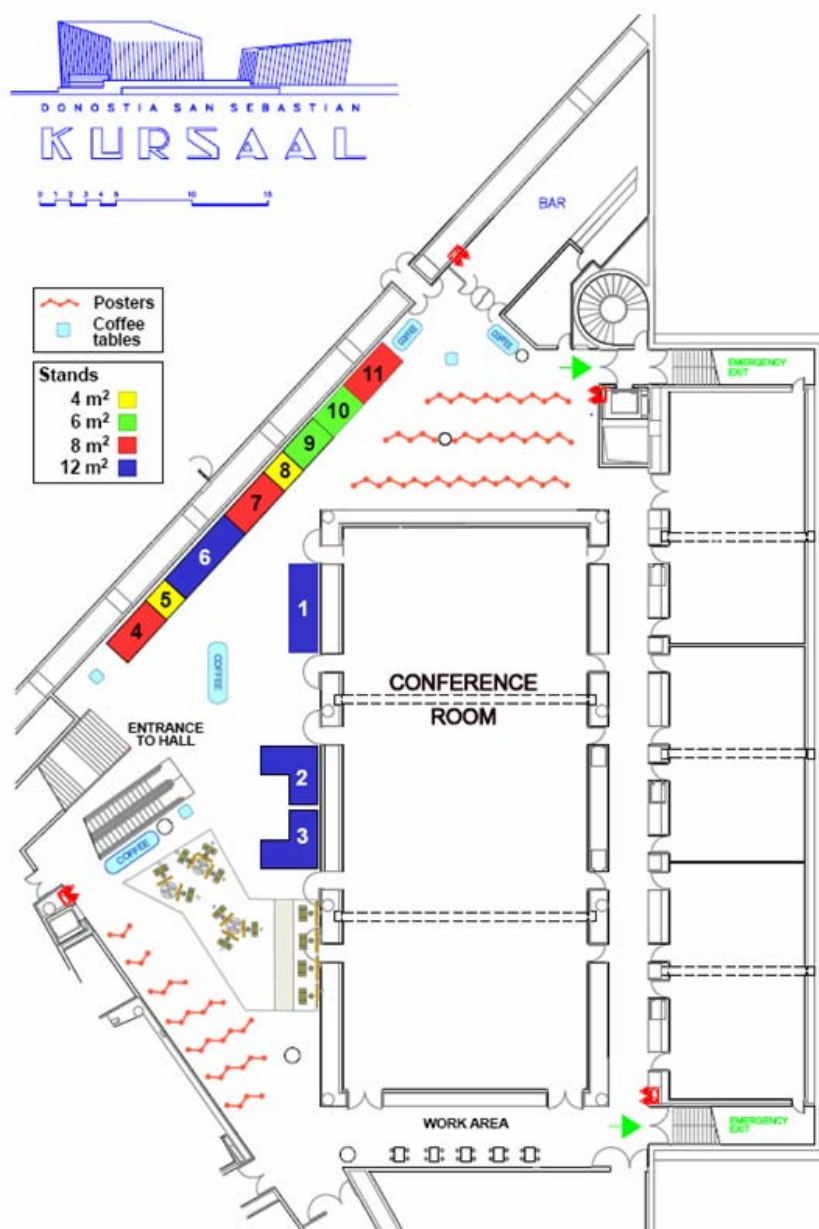 DONOSTIA SAN SEBASTIAN
KURSAAL
0 1 2 3 4 5 10 15
BAR
Posters
Coffee
tables
Stands
4 m²
6 m²
8 m²
12 m²
COFFEE
COFFEE
EMERGENCY
EXIT
11
10
9
8
7
6
5
4
1
COFFEE
CONFERENCE
ROOM
ENTRANCE
TO HALL
2
3
COFFEE
WORK AREA
EMERGENCY
EXIT